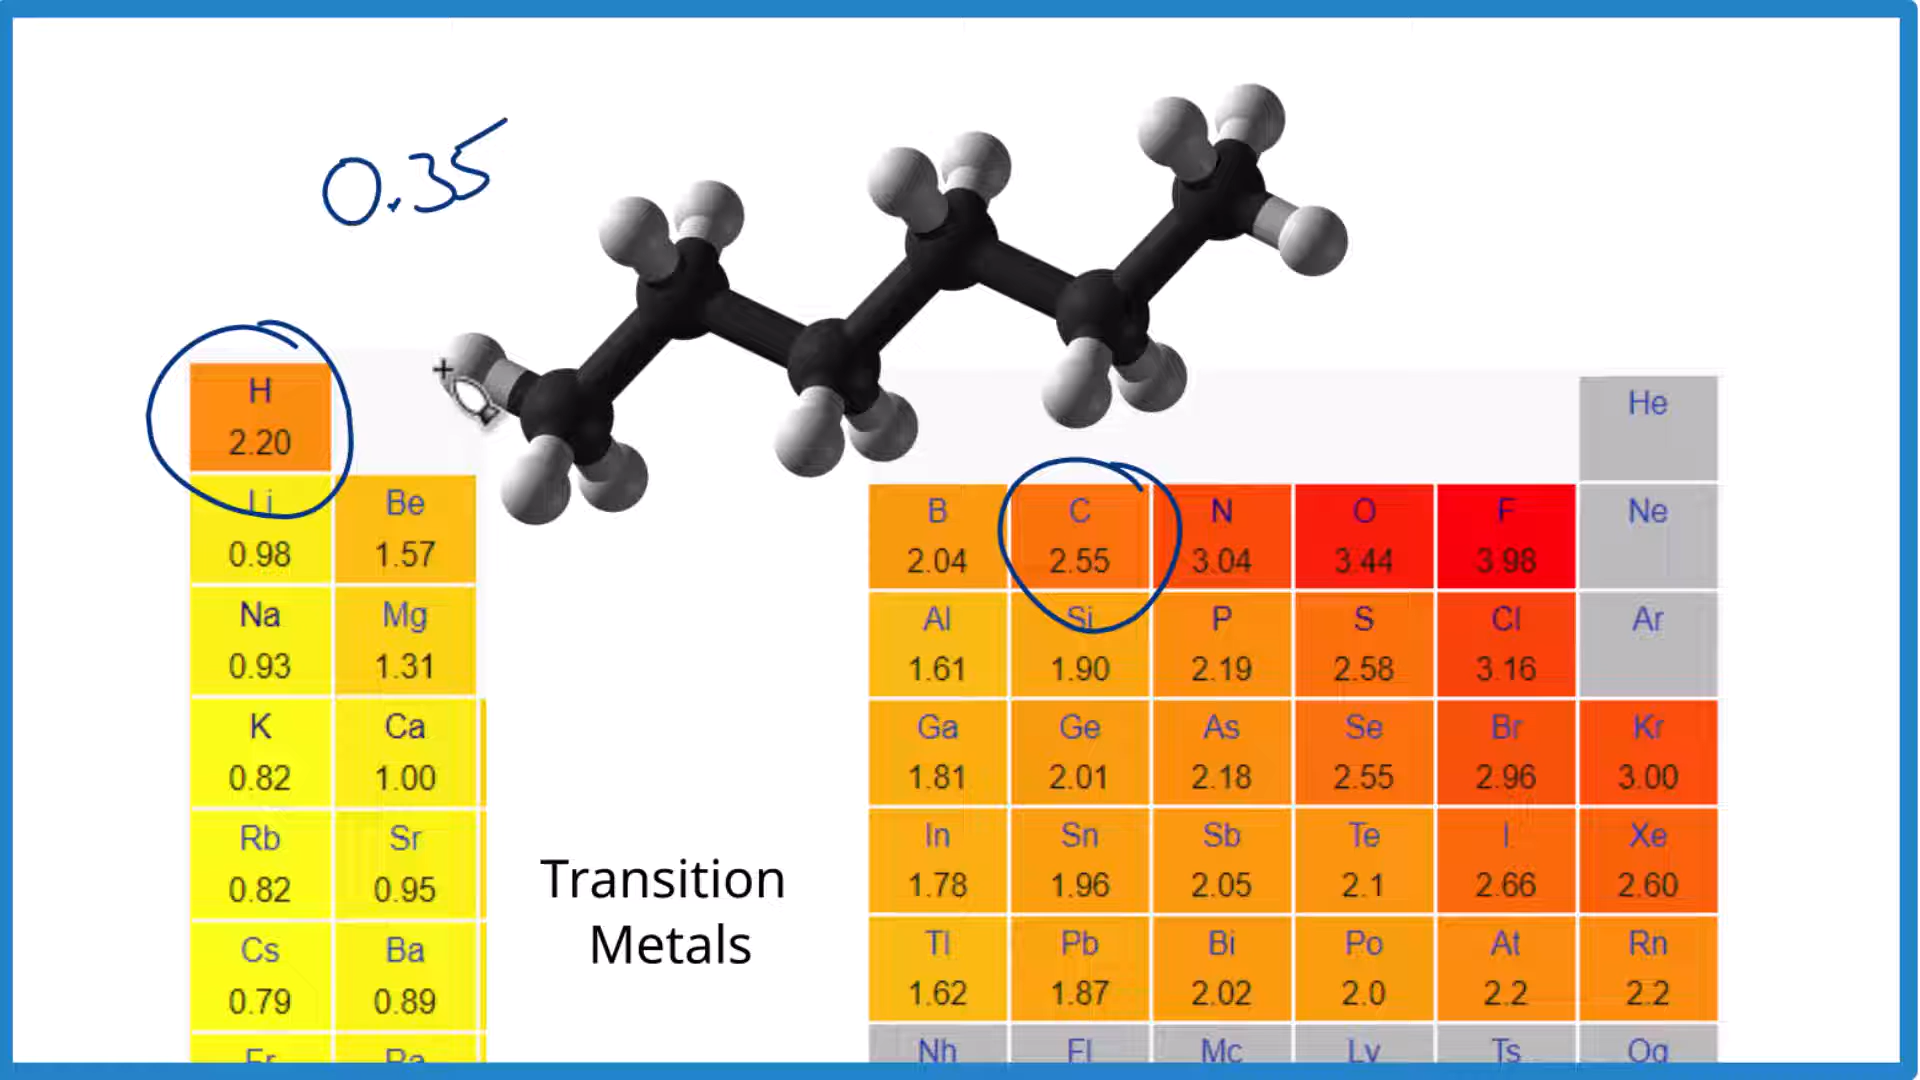 0.35
H He
2.20
Li Be B C N O F Ne
0.98 1.57 2.04 2.55 3.04 3.44 3.98
Na Mg Al Si P S Cl Ar
0.93 1.31 1.61 1.90 2.19 2.58 3.16
K Ca Ga Ge As Se Br Kr
0.82 1.00 1.81 2.01 2.18 2.55 2.96 3.00
Rb Sr In Sn Sb Te I Xe
0.82 0.95 1.78 1.96 2.05 2.1 2.66 2.60
Transition
Metals
Cs Ba Tl Pb Bi Po At Rn
0.79 0.89 1.62 1.87 2.02 2.0 2.2 2.2
Fr Ra Nh Fl Mc Lv Ts Og